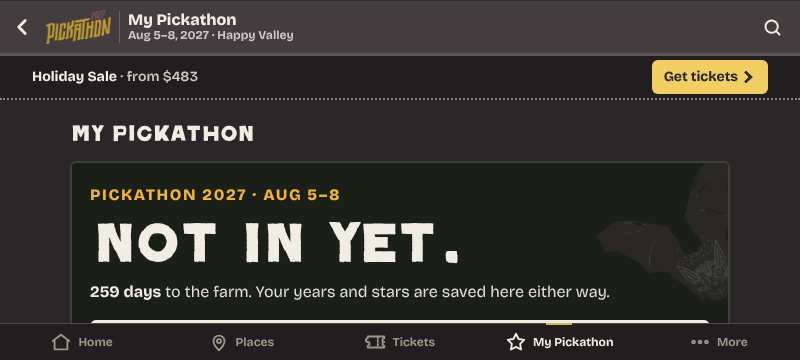 PICKATHON
My Pickathon
Aug 5–8, 2027 · Happy Valley
Holiday Sale · from $483
Get tickets
MY PICKATHON
PICKATHON 2027 · AUG 5–8
NOT IN YET.
259 days to the farm. Your years and stars are saved here either way.
Home
Places
Tickets
My Pickathon
More